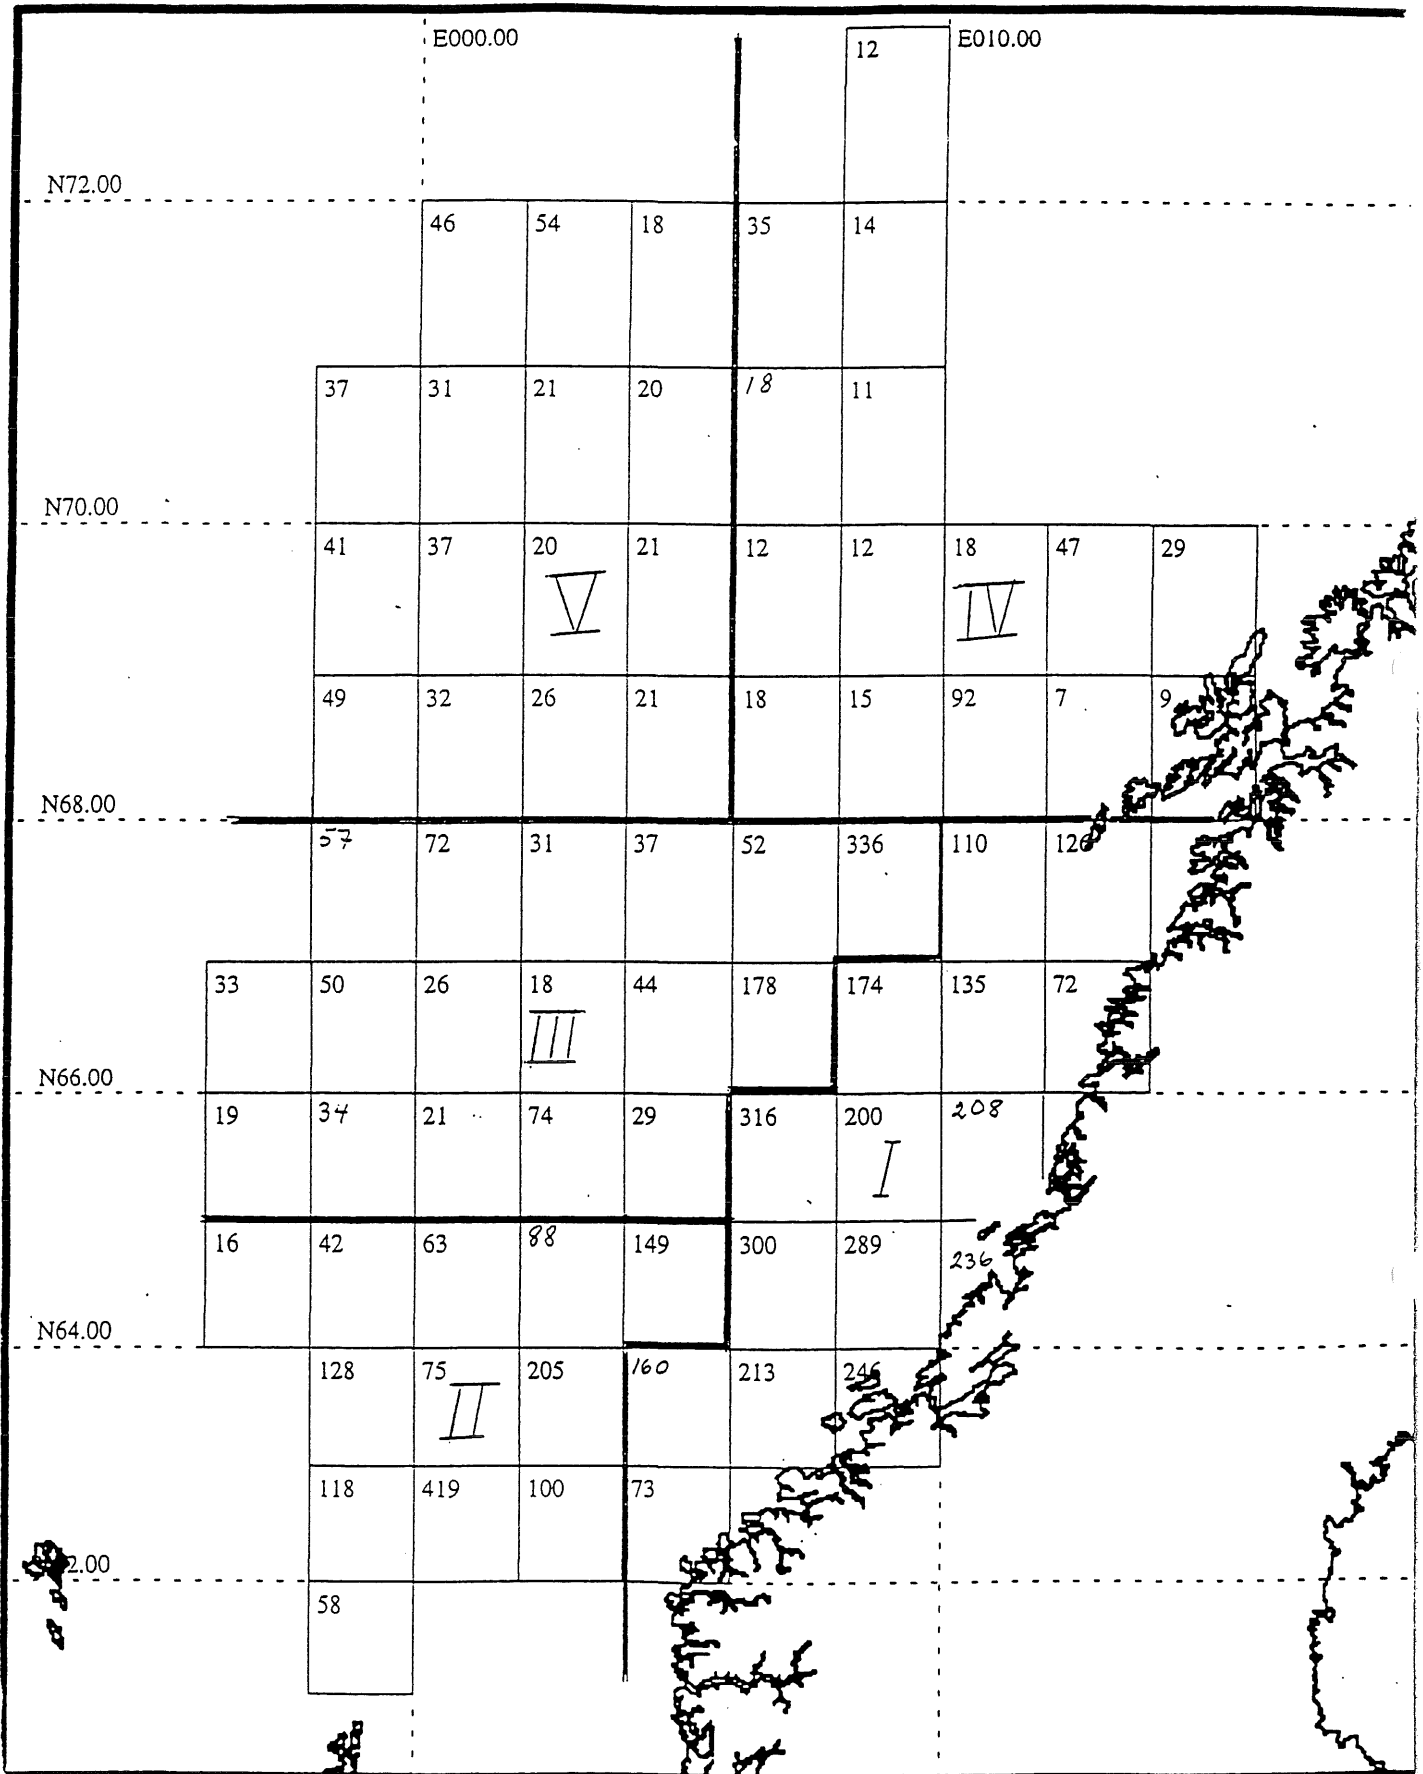 E000.00 12 E010.00
N72.00
46 54 18 35 14
37 31 21 20 18 11
N70.00
41 37 20 21 12 12 18 47 29
V IV
49 32 26 21 18 15 92 7 9
N68.00
57 72 31 37 52 336 110 126
33 50 26 18 44 178 174 135 72
III
N66.00
19 34 21 74 29 316 200 208
I
16 42 63 88 149 300 289
236
N64.00
128 75 205 160 213 246
II
118 419 100 73
2.00
58